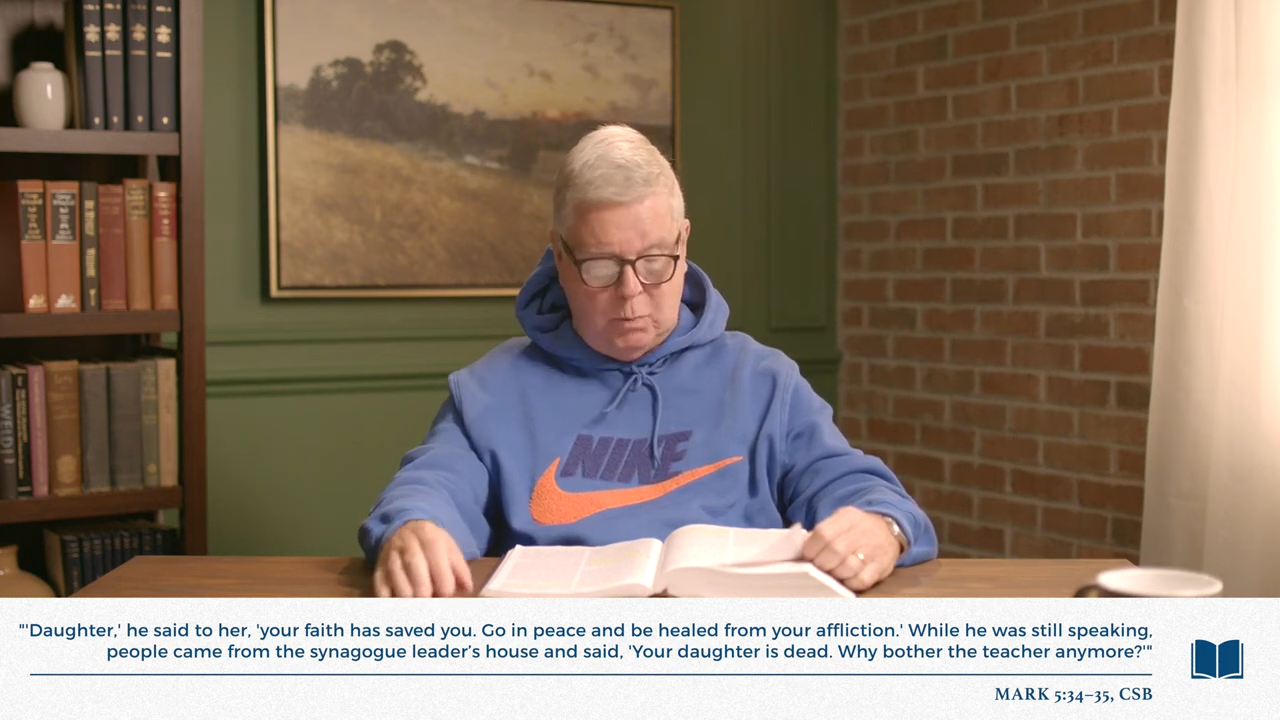 NIKE
WEIDT
"'Daughter,' he said to her, 'your faith has saved you. Go in peace and be healed from your affliction.' While he was still speaking,
people came from the synagogue leader’s house and said, 'Your daughter is dead. Why bother the teacher anymore?'"
MARK 5:34–35, CSB